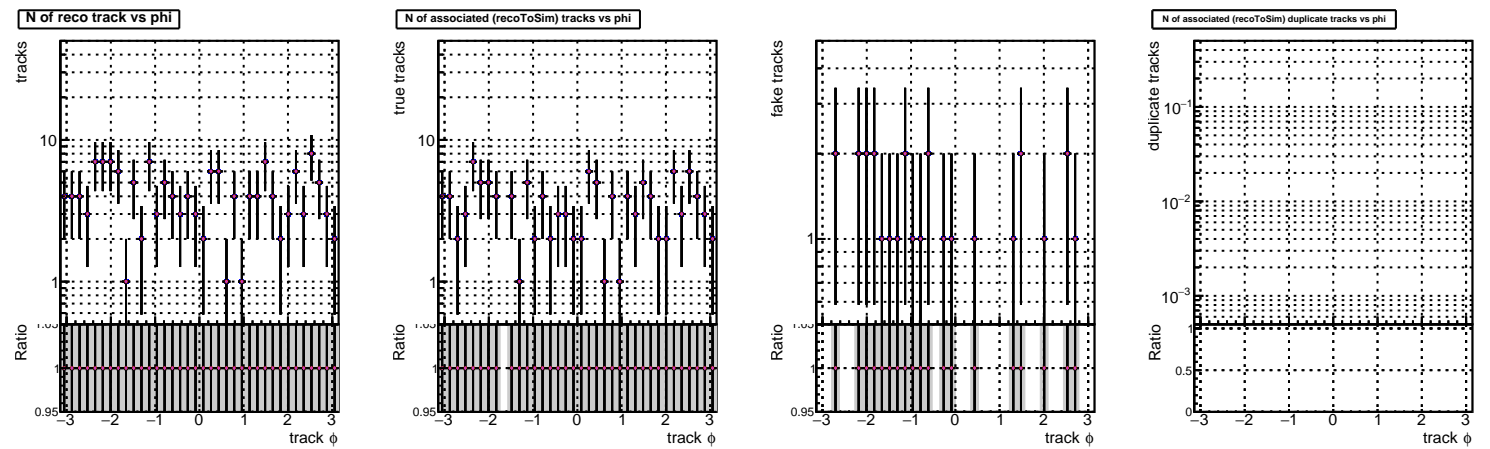 N of reco track vs phi
tracks
10
1
Ratio
1.05
1
0.95
−3 −2 −1 0 1 2 3
track ϕ
N of associated (recoToSim) tracks vs phi
true tracks
10
1
Ratio
1.05
1
0.95
−3 −2 −1 0 1 2 3
track ϕ
fake tracks
1
Ratio
1.05
1
0.95
−3 −2 −1 0 1 2 3
track ϕ
N of associated (recoToSim) duplicate tracks vs phi
duplicate tracks
10−1
10−2
10−3
Ratio
1
0.5
0
−3 −2 −1 0 1 2 3
track ϕ